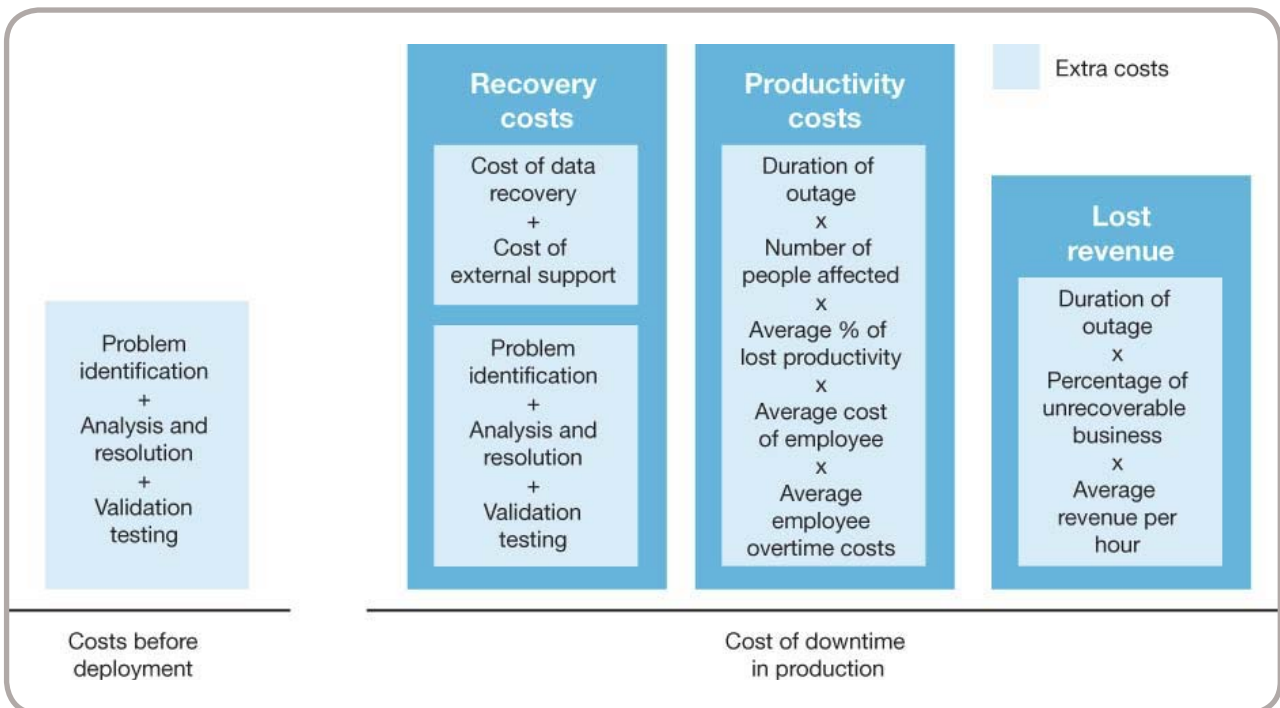 Problem
identification
+
Analysis and
resolution
+
Validation
testing
Costs before
deployment
Recovery
costs
Cost of data
recovery
+
Cost of
external support
Problem
identification
+
Analysis and
resolution
+
Validation
testing
Productivity
costs
Duration of
outage
x
Number of
people affected
x
Average % of
lost productivity
x
Average cost
of employee
x
Average
employee
overtime costs
Extra costs
Lost
revenue
Duration of
outage
x
Percentage of
unrecoverable
business
x
Average
revenue per
hour
Cost of downtime
in production